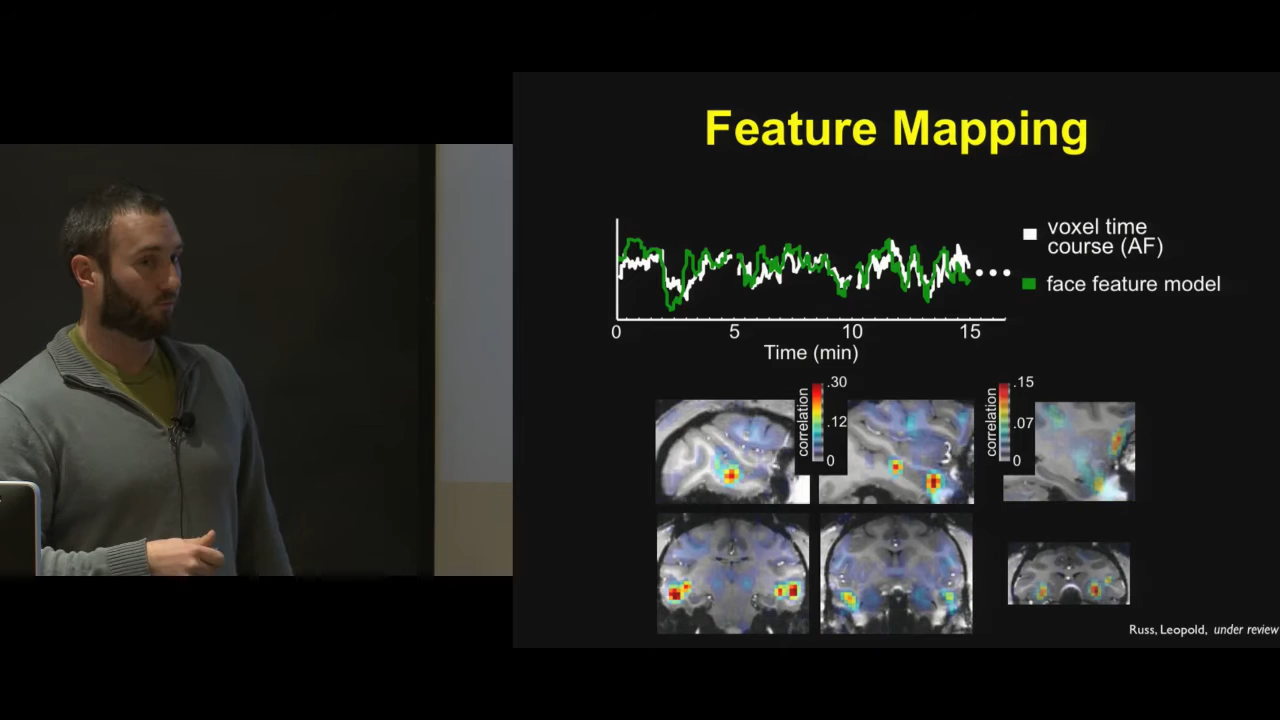 Feature Mapping
voxel time
course (AF)
face feature model
0
5
10
15
Time (min)
correlation
.30
.12
0
correlation
.15
.07
0
Russ, Leopold, under review